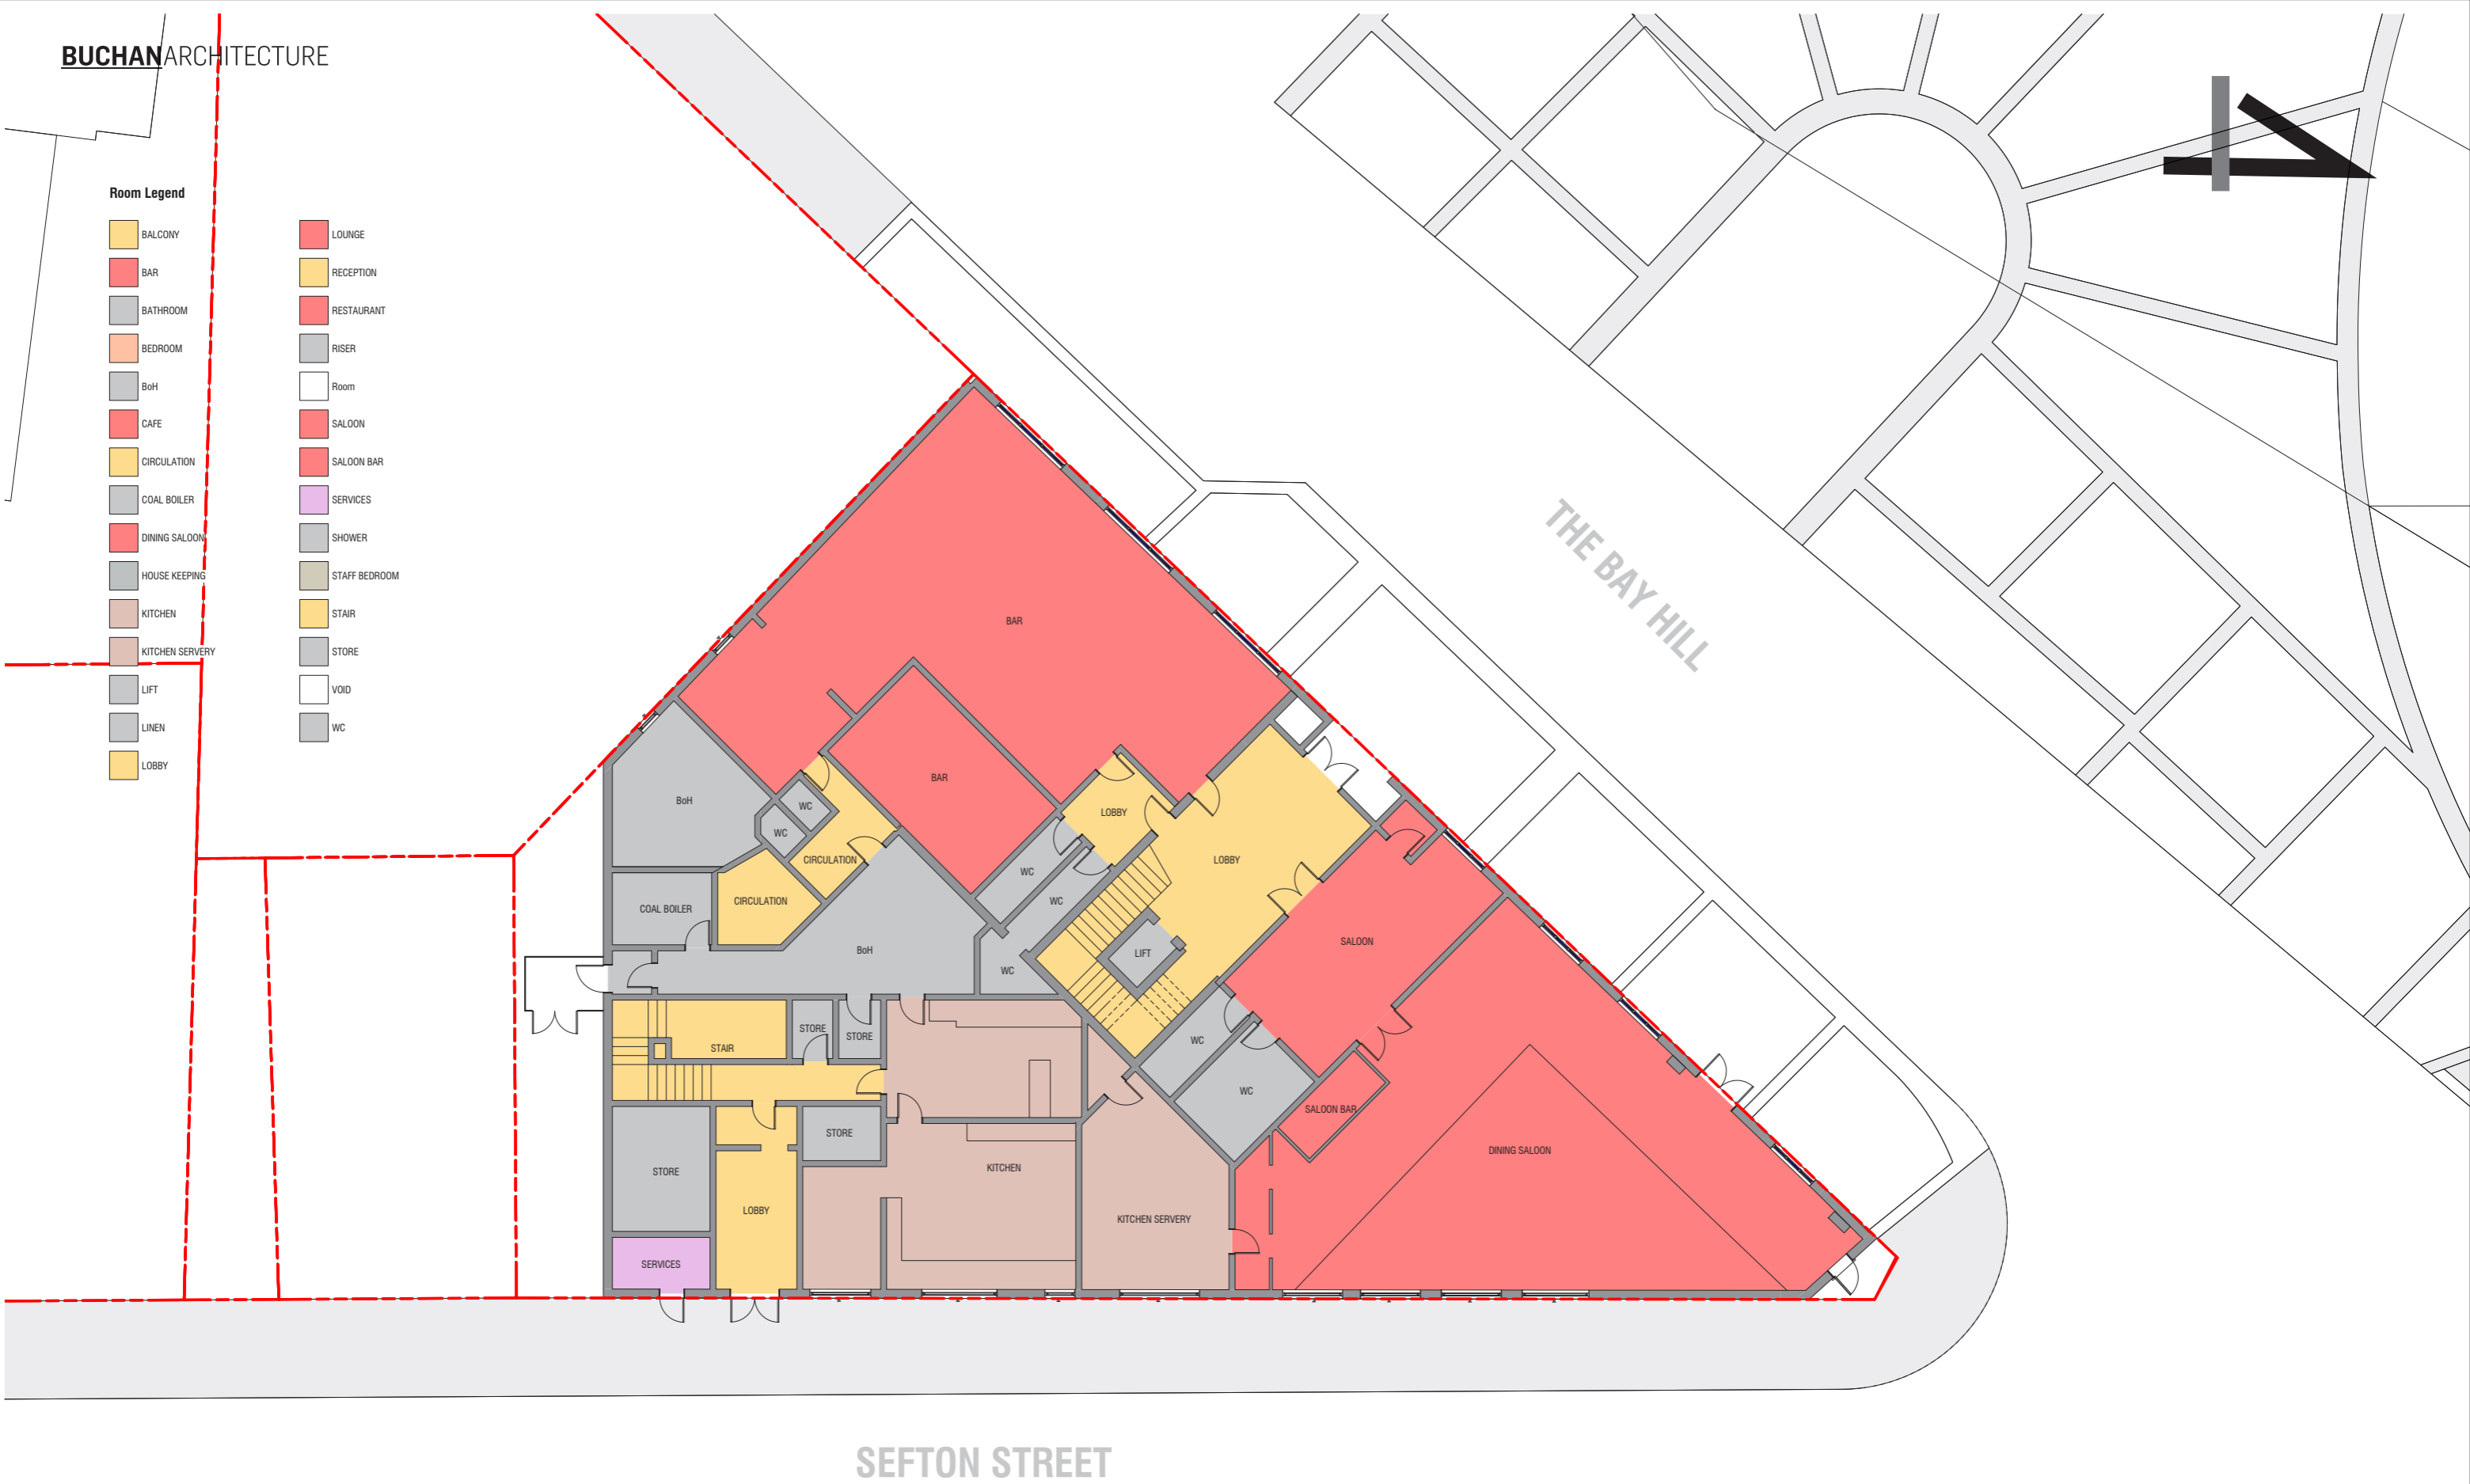 BUCHANARCHITECTURE
Room Legend
BALCONY
BAR
BATHROOM
BEDROOM
BoH
CAFE
CIRCULATION
COAL BOILER
DINING SALOON
HOUSE KEEPING
KITCHEN
KITCHEN SERVERY
LIFT
LINEN
LOBBY
LOUNGE
RECEPTION
RESTAURANT
RISER
Room
SALOON
SALOON BAR
SERVICES
SHOWER
STAFF BEDROOM
STAIR
STORE
VOID
WC
THE BAY HILL
BAR
BAR
BoH
WC
WC
LOBBY
CIRCULATION
LOBBY
WC
CIRCULATION
WC
COAL BOILER
SALOON
BoH
LIFT
WC
STORE
STORE
WC
STAIR
WC
SALOON BAR
STORE
DINING SALOON
KITCHEN
STORE
LOBBY
KITCHEN SERVERY
SERVICES
SEFTON STREET